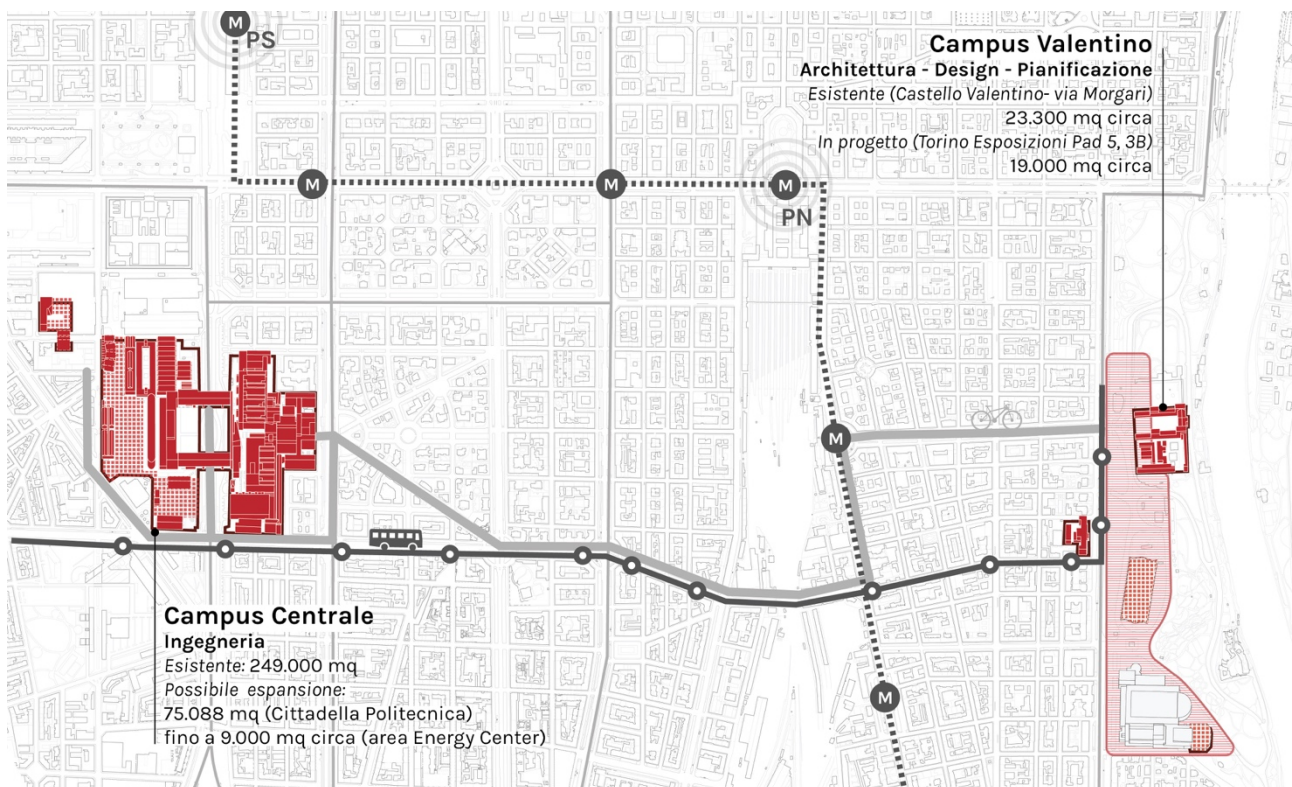 M
PS
Campus Valentino
Architettura - Design - Pianificazione
Esistente (Castello Valentino- via Morgari)
23.300 mq circa
In progetto (Torino Esposizioni Pad 5, 3B)
19.000 mq circa
M
M
M
PN
M
Campus Centrale
Ingegneria
Esistente: 249.000 mq
Possibile espansione:
75.088 mq (Cittadella Politecnica)
fino a 9.000 mq circa (area Energy Center)
M